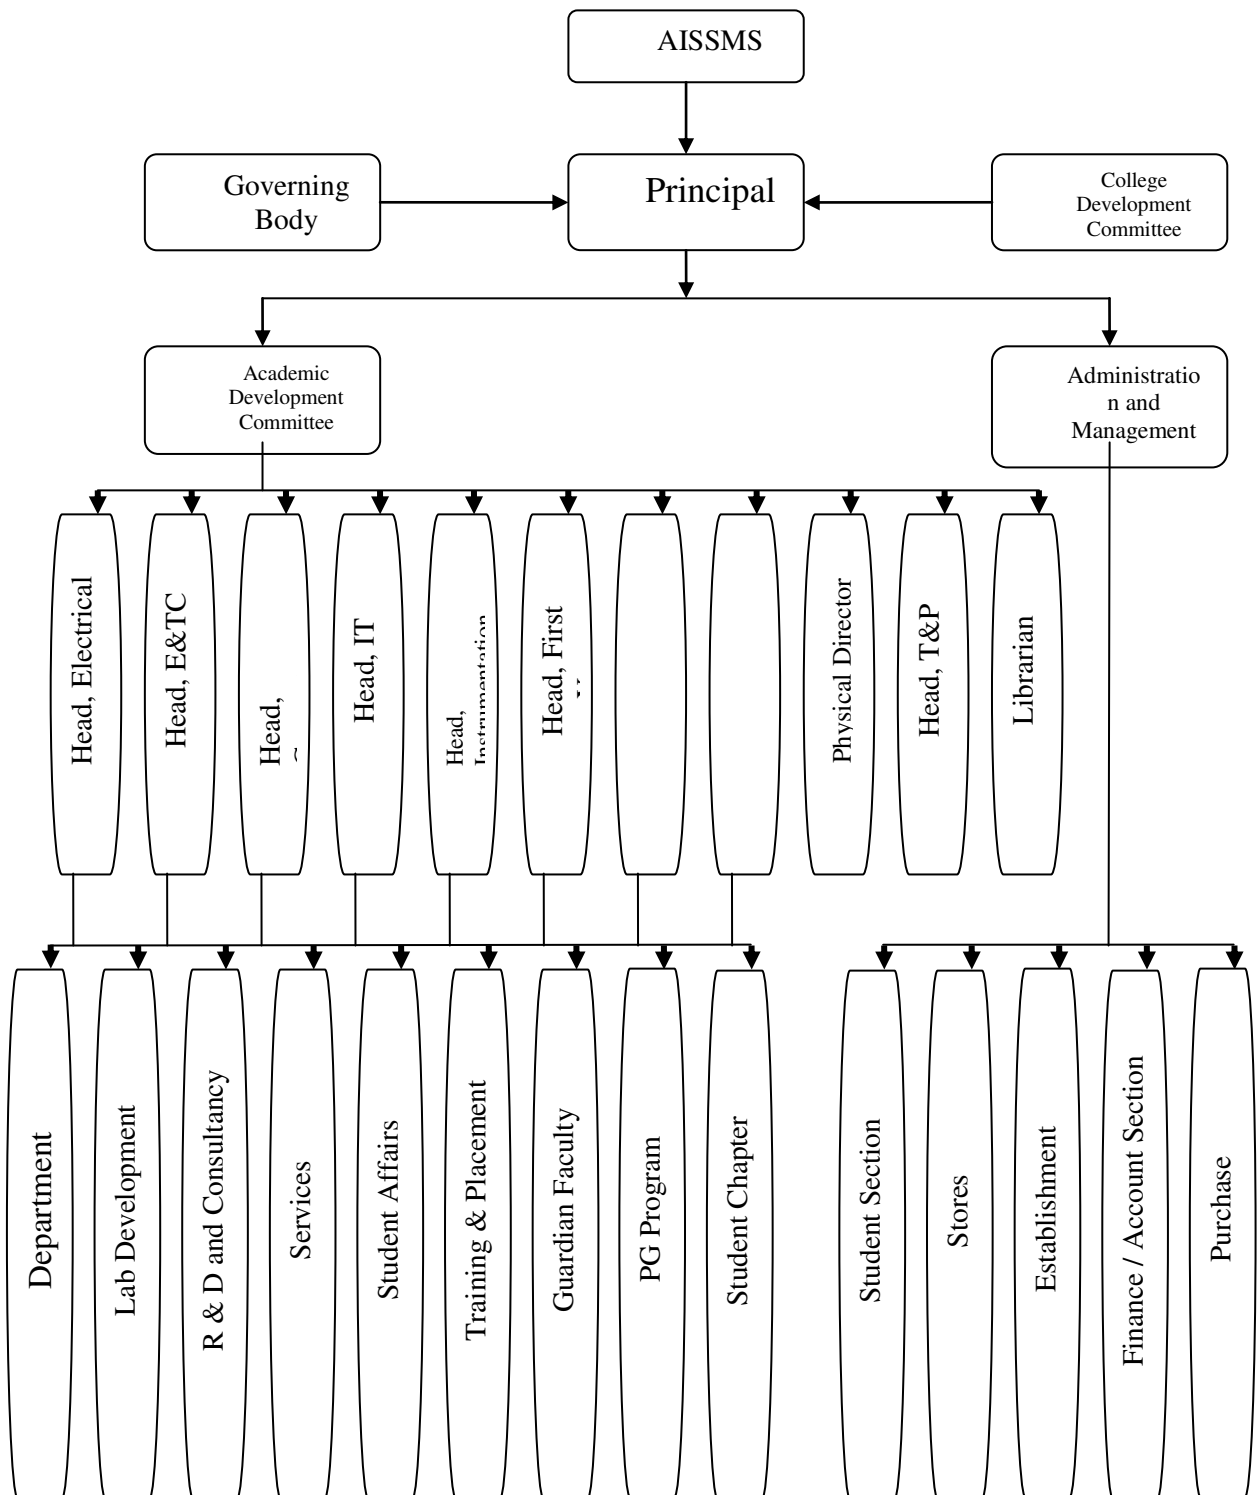 AISSMS
Governing
Body
Principal
College
Development
Committee
Academic
Development
Committee
Administratio
n and
Management
Head, Electrical
Head, E&TC
Head,
Head, IT
Head,
Instrumentation
Head, First
Physical Director
Head, T&P
Librarian
Department
Lab Development
R & D and Consultancy
Services
Student Affairs
Training & Placement
Guardian Faculty
PG Program
Student Chapter
Student Section
Stores
Establishment
Finance / Account Section
Purchase